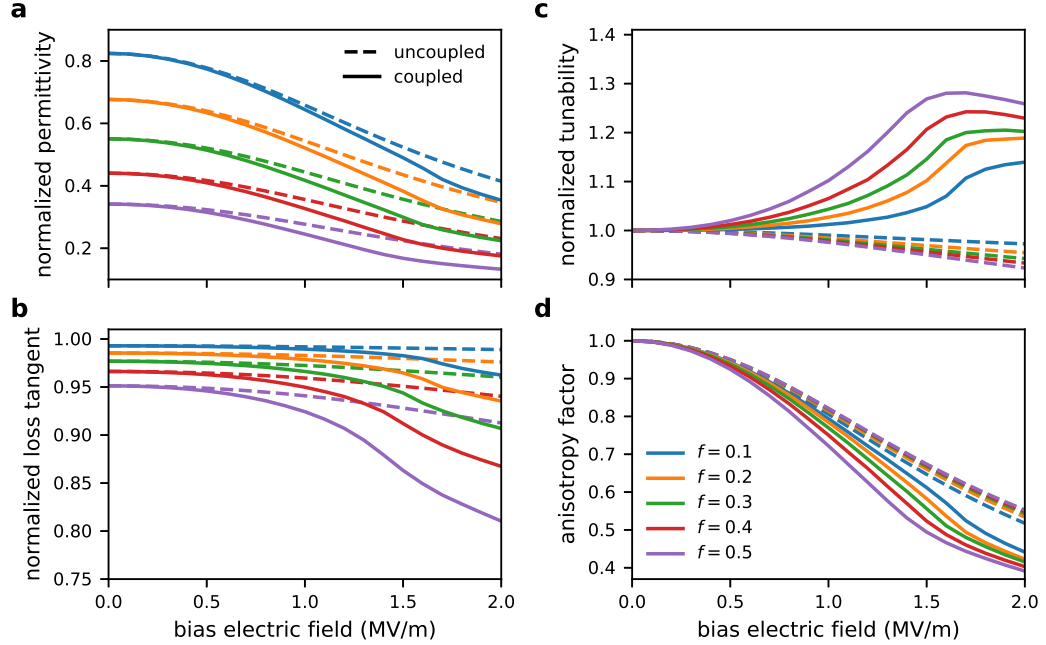 a
normalized permittivity
0.8
0.6
0.4
0.2
uncoupled
coupled
b
normalized loss tangent
1.00
0.95
0.90
0.85
0.80
0.75
0.0 0.5 1.0 1.5 2.0
bias electric field (MV/m)
c
normalized tunability
1.4
1.3
1.2
1.1
1.0
0.9
d
anisotropy factor
1.0
0.9
0.8
0.7
0.6
0.5
0.4
f = 0.1
f = 0.2
f = 0.3
f = 0.4
f = 0.5
0.0 0.5 1.0 1.5 2.0
bias electric field (MV/m)